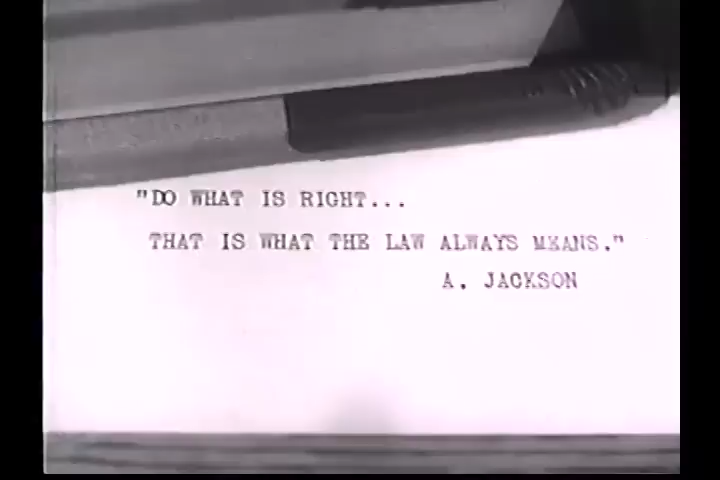 "DO WHAT IS RIGHT...
THAT IS WHAT THE LAW ALWAYS MEANS."
A. JACKSON